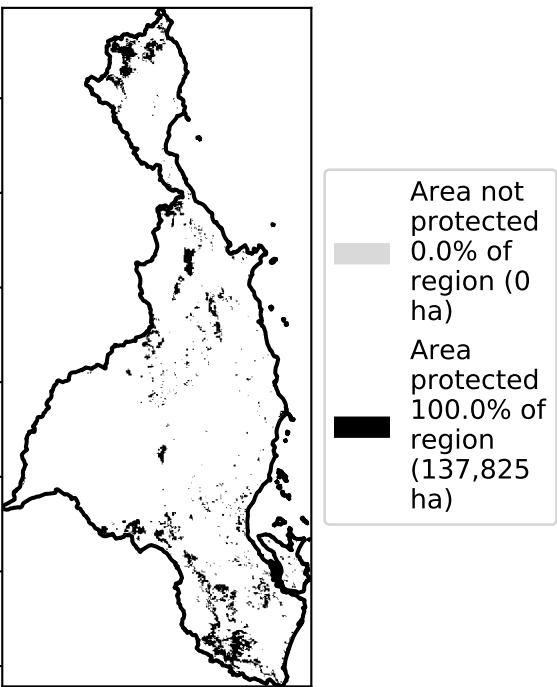 Area not
protected
0.0% of
region (0
ha)
Area
protected
100.0% of
region
(137,825
ha)